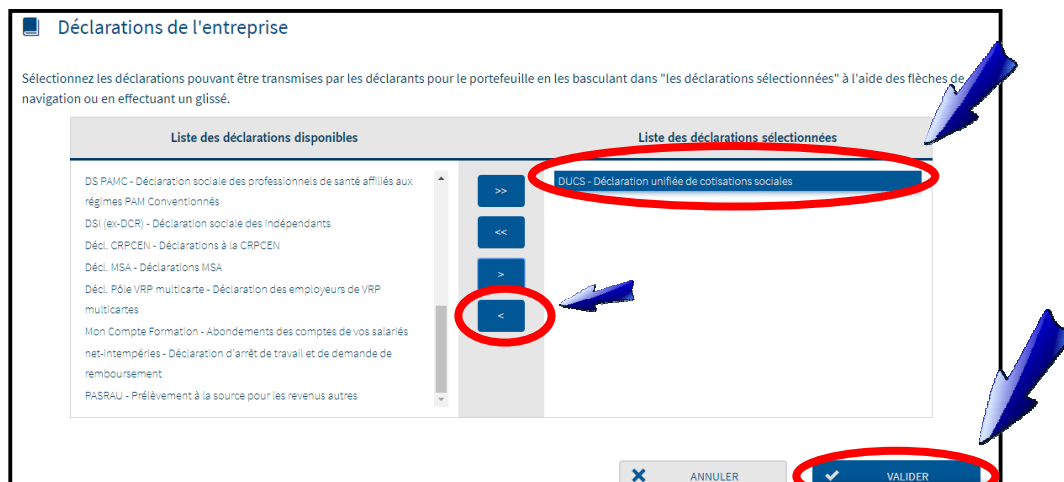 Déclarations de l'entreprise
Sélectionnez les déclarations pouvant être transmises par les déclarants pour le portefeuille en les basculant dans "les déclarations sélectionnées" à l'aide des flèches de
navigation ou en effectuant un glissé.
Liste des déclarations disponibles
Liste des déclarations sélectionnées
DS PAMC - Déclaration sociale des professionnels de santé affiliés aux
régimes PAM Conventionnés
DSI (ex-DCR) - Déclaration sociale des indépendants
Décl. CRPCEN - Déclarations à la CRPCEN
Décl. MSA - Déclarations MSA
Décl. Pôle VRP multicarte - Déclaration des employeurs de VRP
multicartes
Mon Compte Formation - Abondements des comptes de vos salariés
net-intempéries - Déclaration d'arrêt de travail et de demande de
remboursement
PASRAU - Prélèvement à la source pour les revenus autres
>>
<<
>
<
DUCS - Déclaration unifiée de cotisations sociales
ANNULER
VALIDER